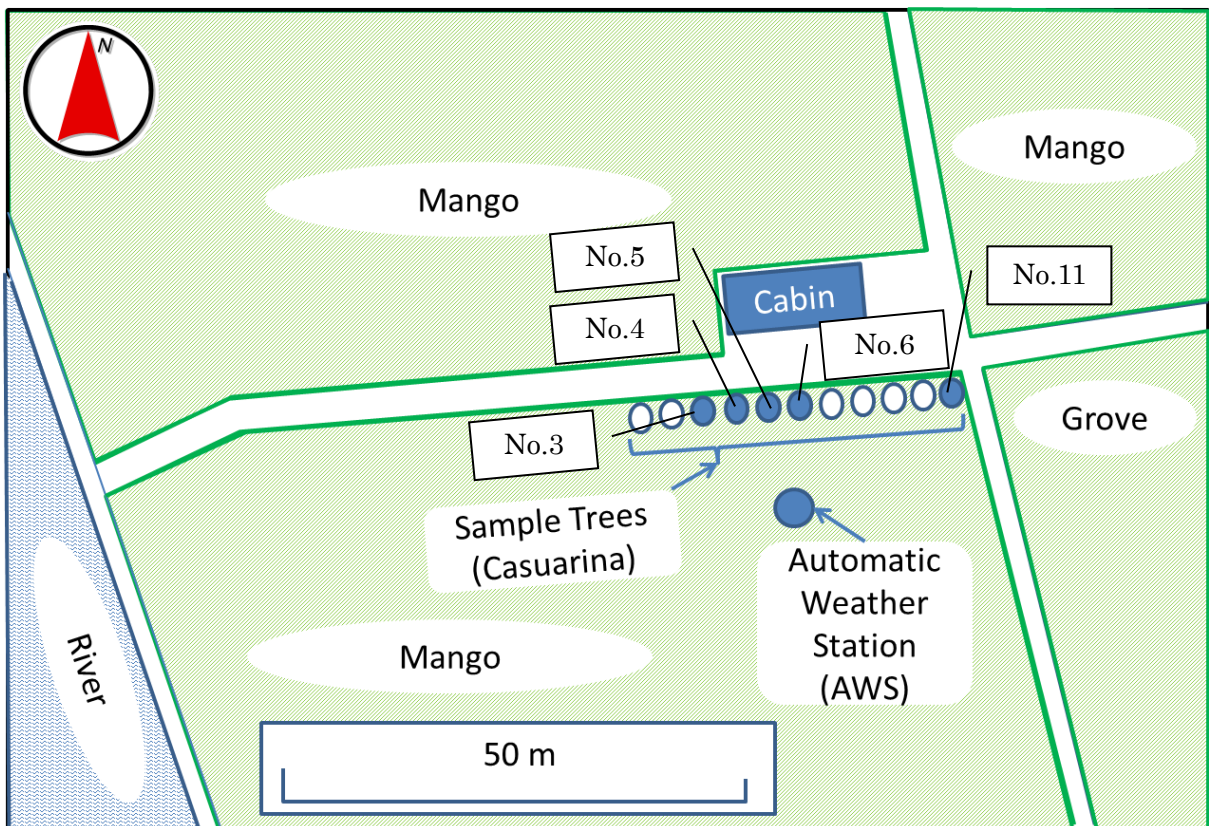 N
Mango
Mango
No.5
No.11
Cabin
No.4
No.6
Grove
No.3
Sample Trees
(Casuarina)
Automatic
Weather
Station
(AWS)
River
Mango
50 m